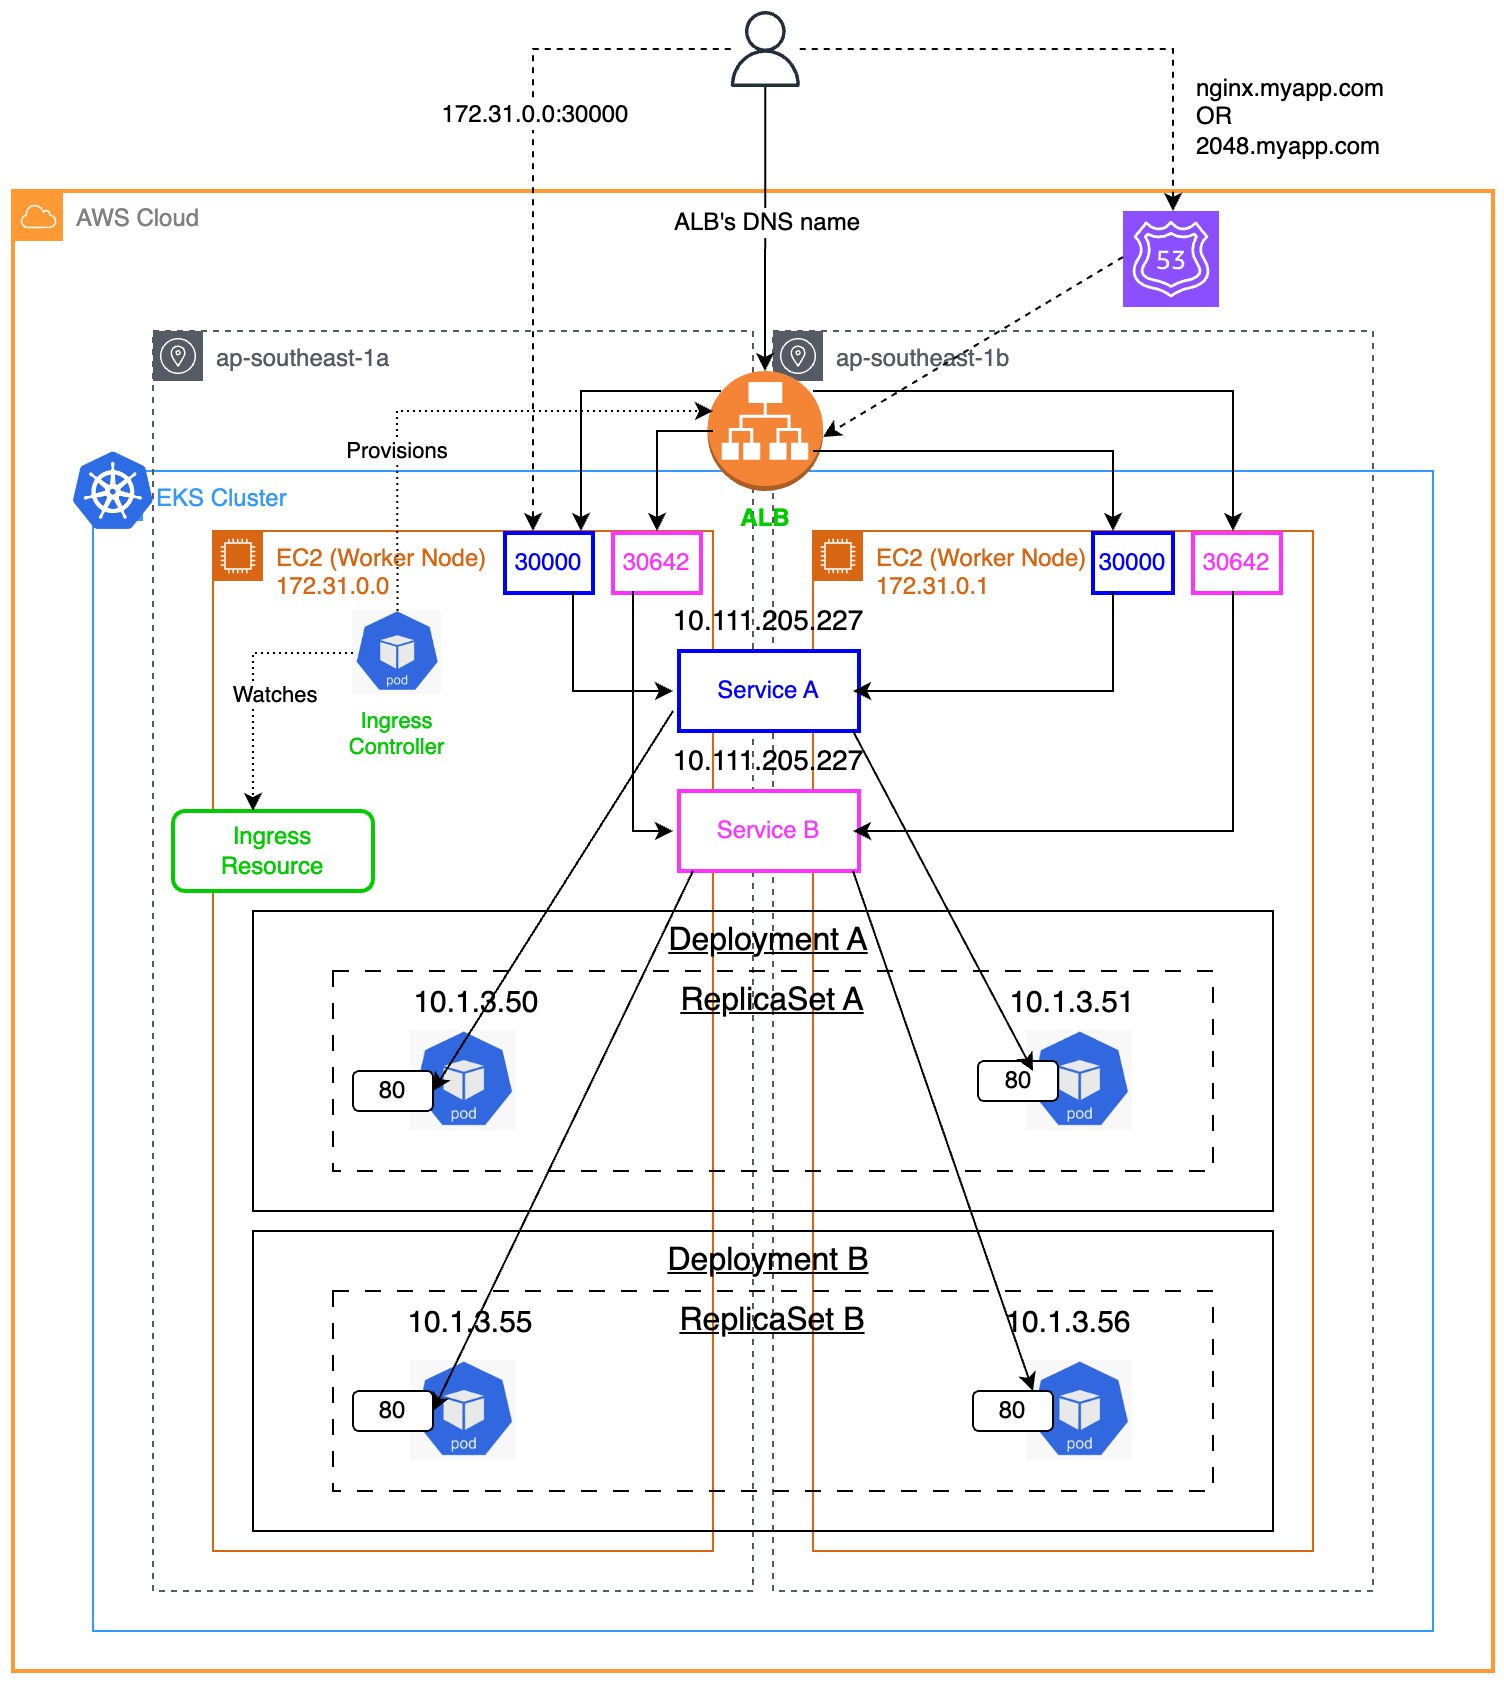 172.31.0.0:30000
nginx.myapp.com
OR
2048.myapp.com
AWS Cloud
ALB's DNS name
53
ap-southeast-1a
ap-southeast-1b
Provisions
EKS Cluster
ALB
EC2 (Worker Node)
172.31.0.0
30000
30642
EC2 (Worker Node)
172.31.0.1
30000
30642
10.111.205.227
Service A
pod
Watches
Ingress
Controller
10.111.205.227
Service B
Ingress
Resource
Deployment A
ReplicaSet A
10.1.3.50
10.1.3.51
80
pod
80
pod
Deployment B
ReplicaSet B
10.1.3.55
10.1.3.56
80
pod
80
pod